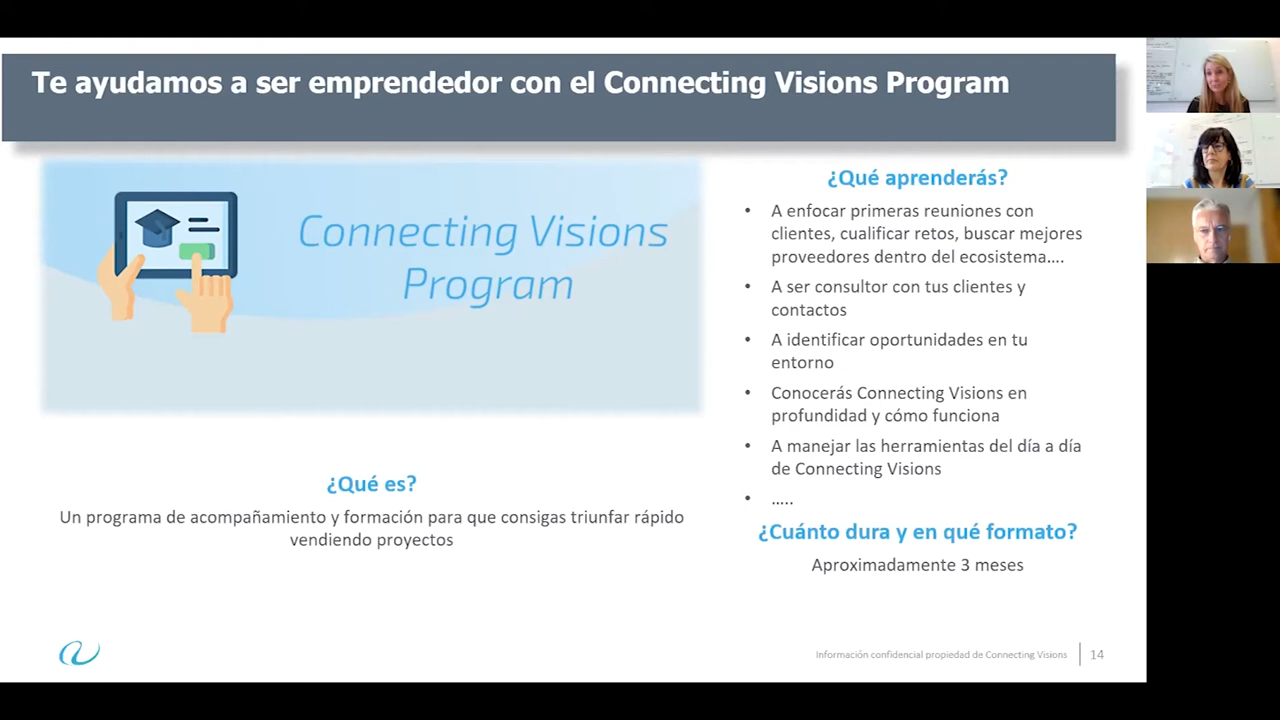 Te ayudamos a ser emprendedor con el Connecting Visions Program
Connecting Visions
Program
¿Qué es?
Un programa de acompañamiento y formación para que consigas triunfar rápido
vendiendo proyectos
¿Qué aprenderás?
• A enfocar primeras reuniones con
clientes, cualificar retos, buscar mejores
proveedores dentro del ecosistema....
• A ser consultor con tus clientes y
contactos
• A identificar oportunidades en tu
entorno
• Conocerás Connecting Visions en
profundidad y cómo funciona
• A manejar las herramientas del día a día
de Connecting Visions
• .....
¿Cuánto dura y en qué formato?
Aproximadamente 3 meses
Información confidencial propiedad de Connecting Visions
14